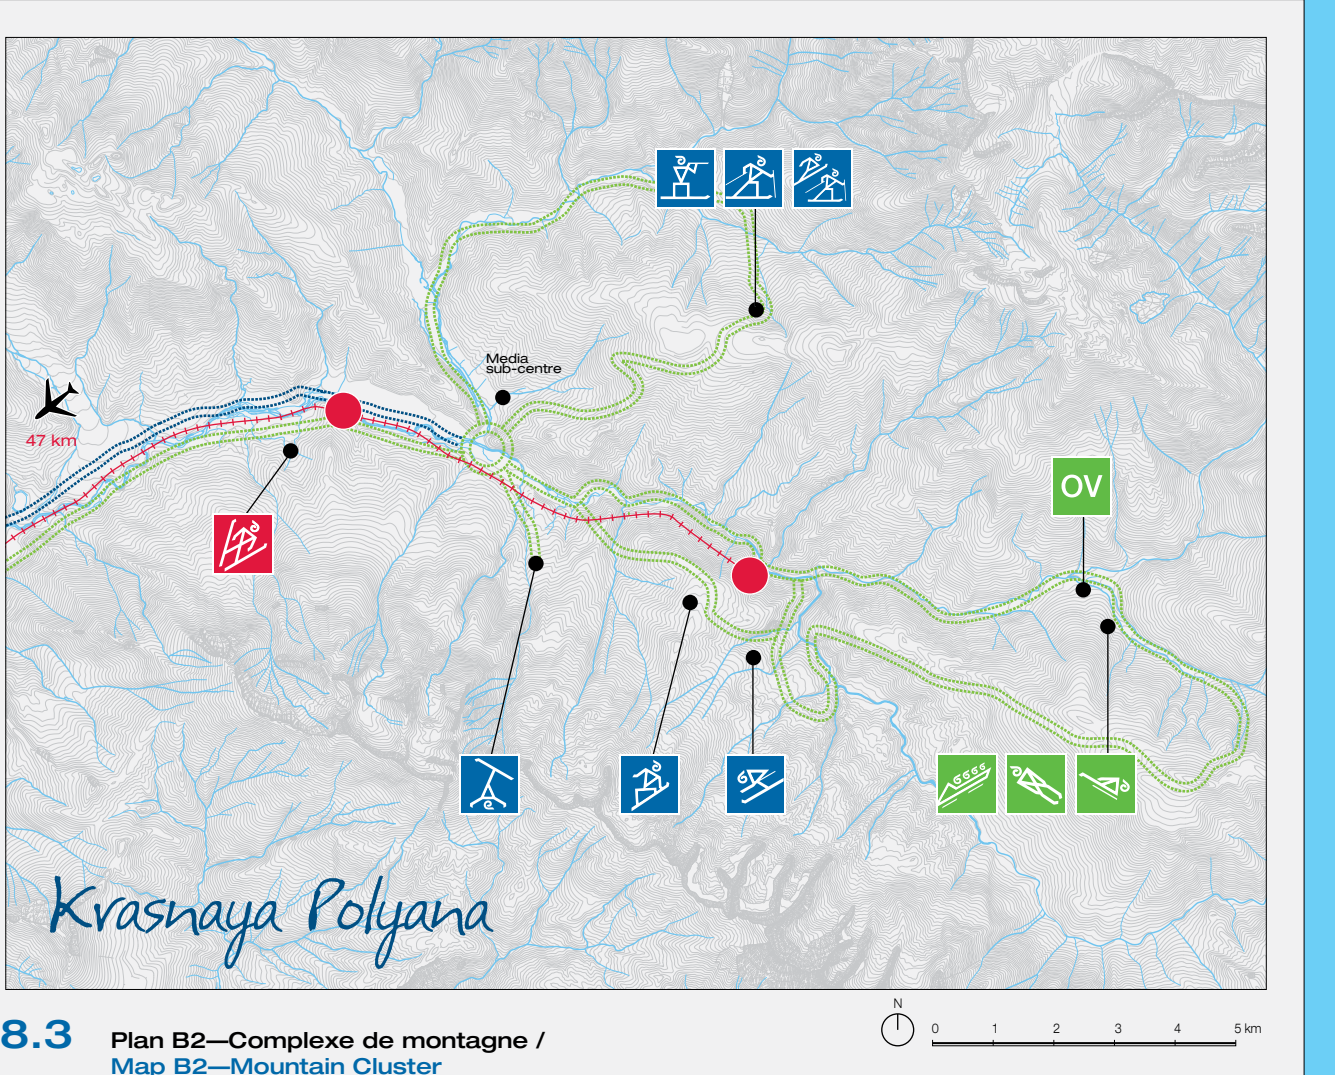 Media
sub-centre
47 km
OV
Krasnaya Polyana
N
0 1 2 3 4 5 km
8.3 Plan B2—Complexe de montagne /
Map B2—Mountain Cluster